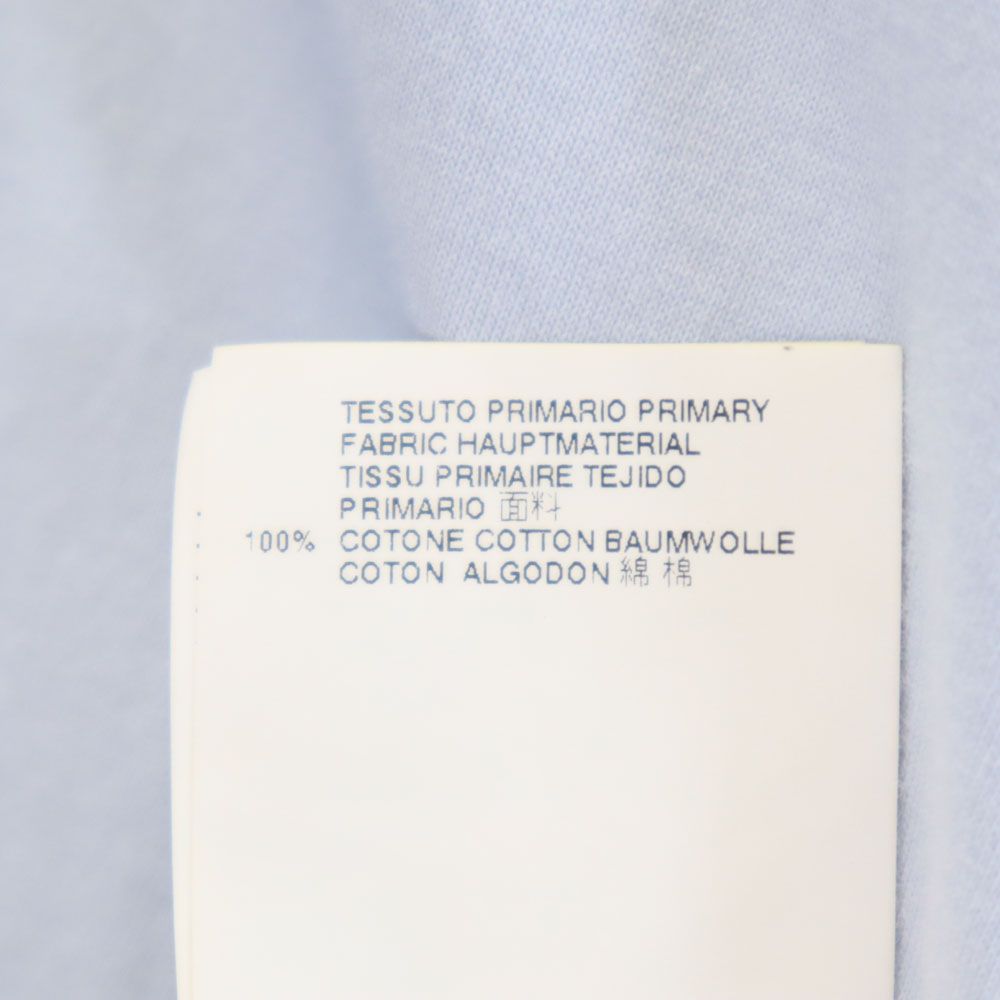 TESSUTO PRIMARIO PRIMARY
FABRIC HAUPTMATERIAL
TISSU PRIMAIRE TEJIDO
PRIMARIO 面料
100% COTONE COTTON BAUMWOLLE
COTON ALGODON 綿 棉